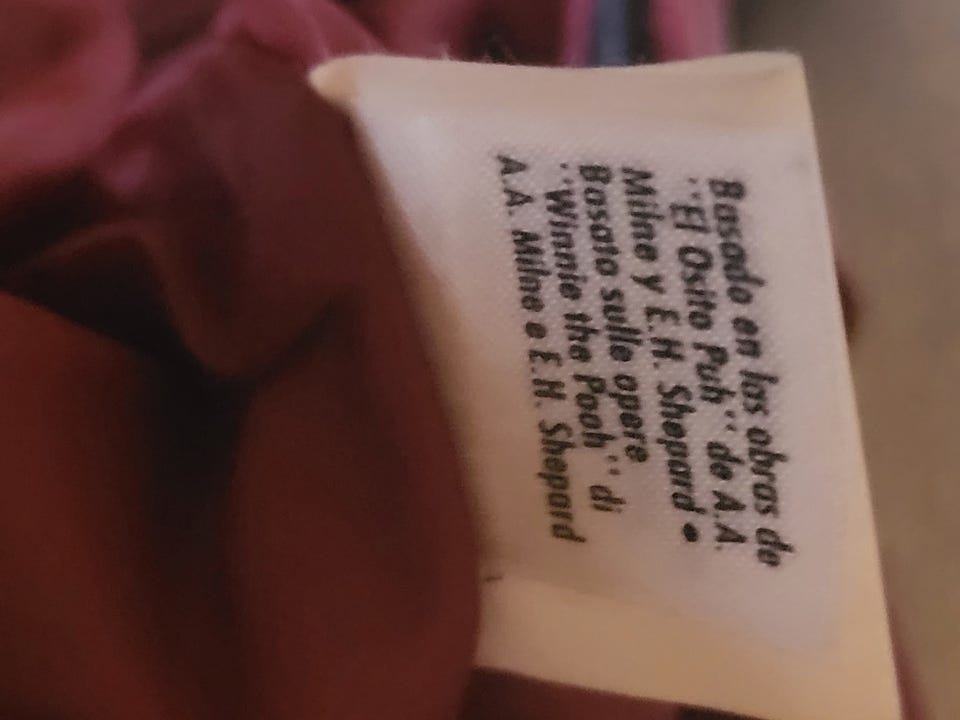 Basado en las obras de
"El Osito Puh" de A.A.
Milne y E.H. Shepard •
Basato sulle opere
"Winnie the Pooh" di
A.A. Milne e E.H. Shepard